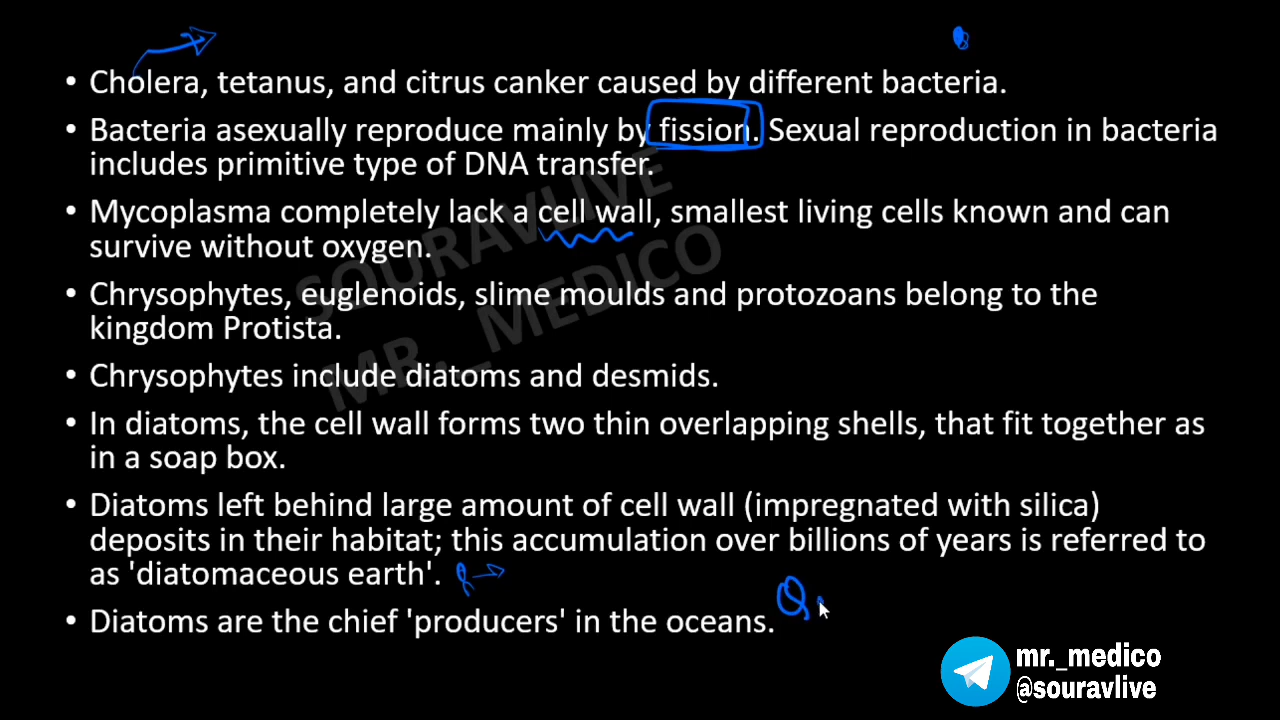 • Cholera, tetanus, and citrus canker caused by different bacteria.
• Bacteria asexually reproduce mainly by fission. Sexual reproduction in bacteria
includes primitive type of DNA transfer.
• Mycoplasma completely lack a cell wall, smallest living cells known and can
survive without oxygen.
• Chrysophytes, euglenoids, slime moulds and protozoans belong to the
kingdom Protista.
• Chrysophytes include diatoms and desmids.
• In diatoms, the cell wall forms two thin overlapping shells, that fit together as
in a soap box.
• Diatoms left behind large amount of cell wall (impregnated with silica)
deposits in their habitat; this accumulation over billions of years is referred to
as 'diatomaceous earth'.
• Diatoms are the chief 'producers' in the oceans.
Q
SOURAVLIVE
MR._MEDICO
mr._medico
@souravlive